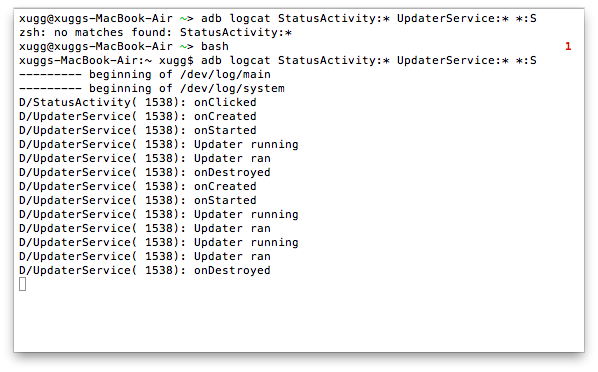 xugg@xuggs-MacBook-Air ~> adb logcat StatusActivity:* UpdaterService:* *:S
zsh: no matches found: StatusActivity:*
xugg@xuggs-MacBook-Air ~> bash 1
xuggs-MacBook-Air:~ xugg$ adb logcat StatusActivity:* UpdaterService:* *:S
--------- beginning of /dev/log/main
--------- beginning of /dev/log/system
D/StatusActivity( 1538): onClicked
D/UpdaterService( 1538): onCreated
D/UpdaterService( 1538): onStarted
D/UpdaterService( 1538): Updater running
D/UpdaterService( 1538): Updater ran
D/UpdaterService( 1538): onDestroyed
D/UpdaterService( 1538): onCreated
D/UpdaterService( 1538): onStarted
D/UpdaterService( 1538): Updater running
D/UpdaterService( 1538): Updater ran
D/UpdaterService( 1538): Updater running
D/UpdaterService( 1538): Updater ran
D/UpdaterService( 1538): onDestroyed